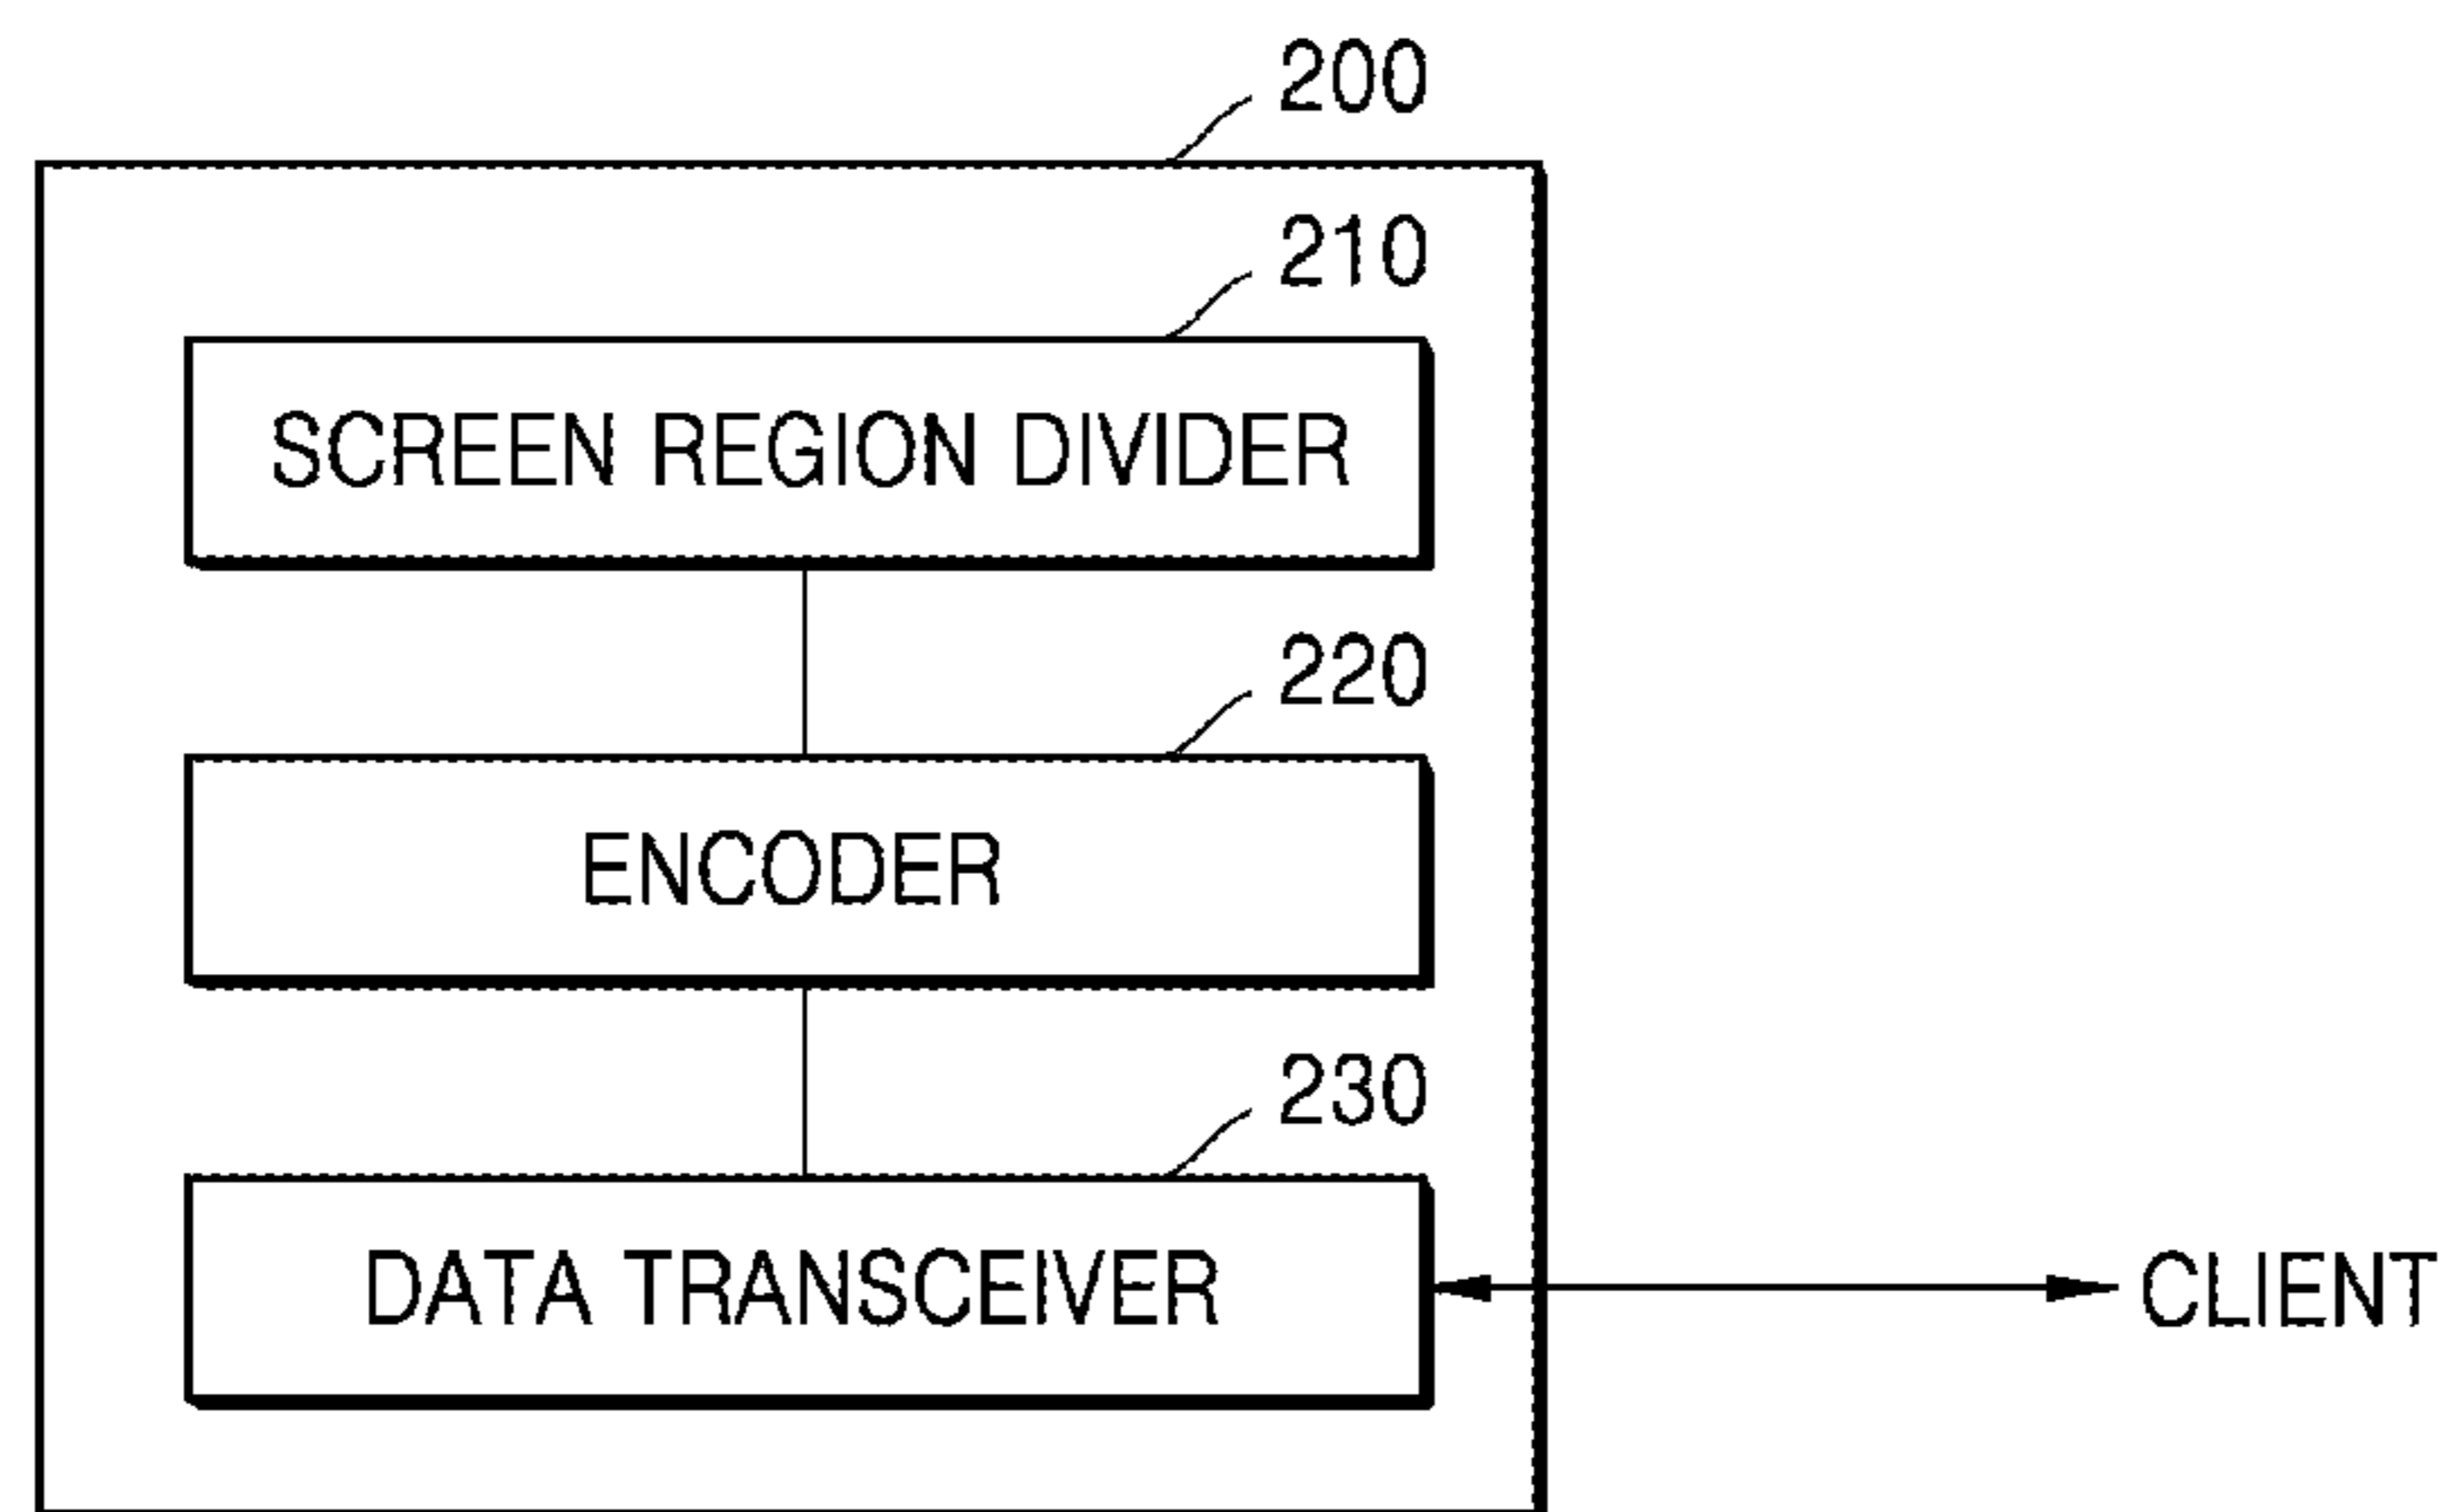 200
210
SCREEN REGION DIVIDER
220
ENCODER
230
DATA TRANSCEIVER
CLIENT